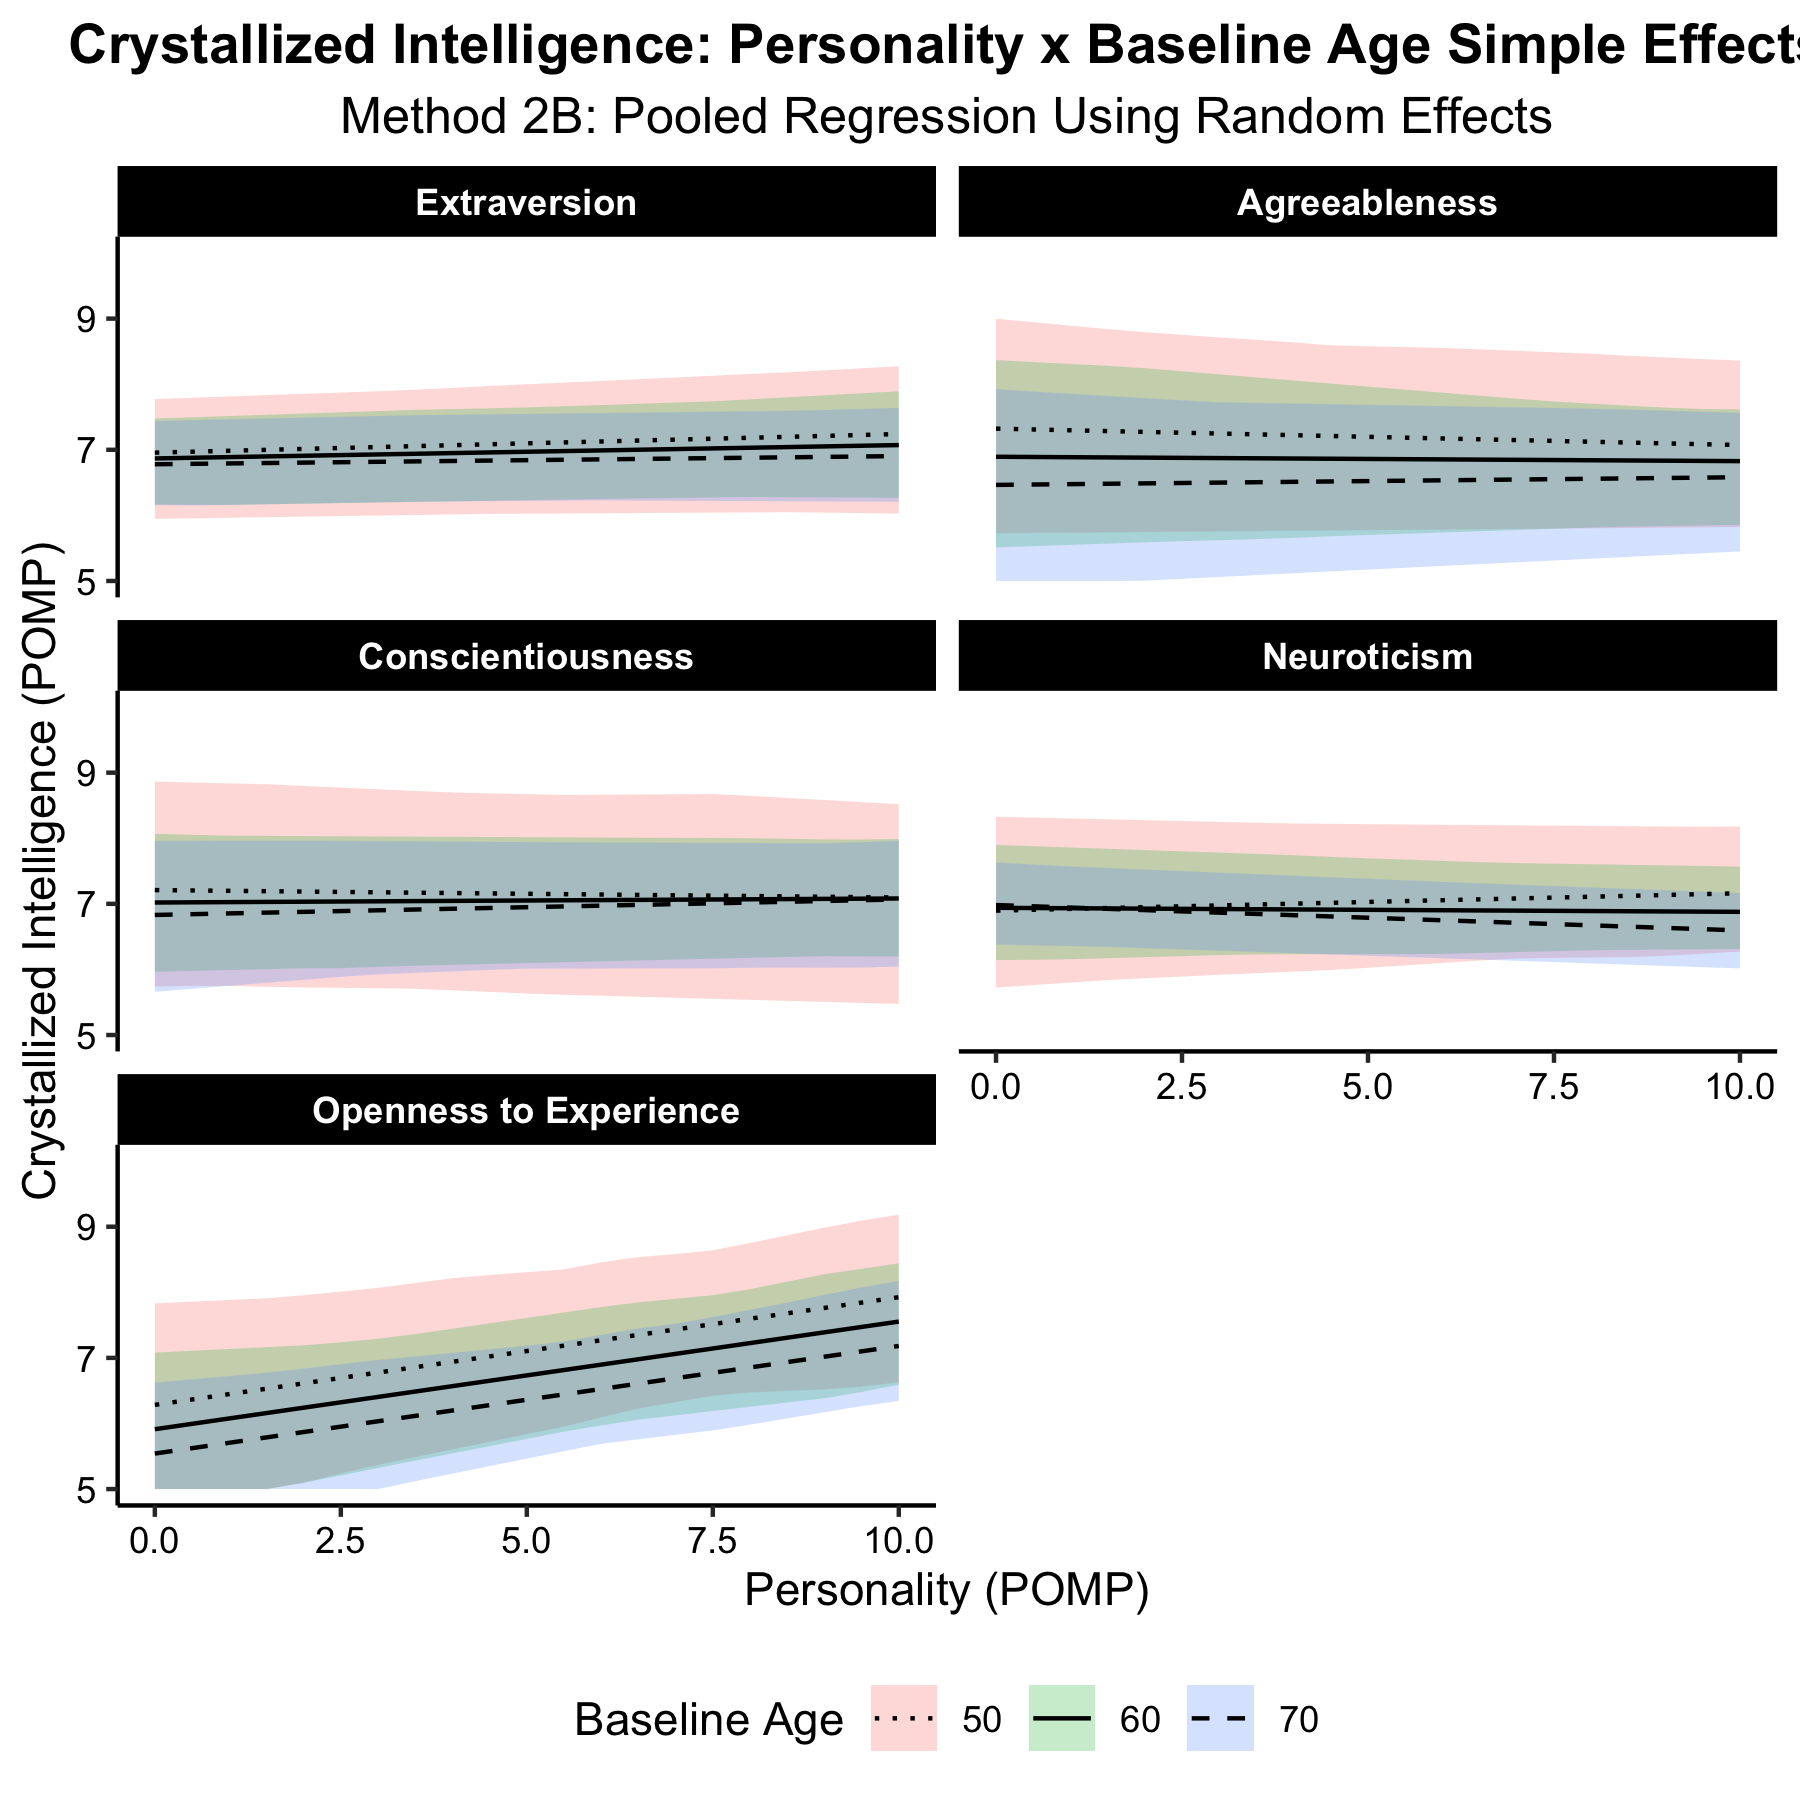 Crystallized Intelligence: Personality x Baseline Age Simple Effects
Method 2B: Pooled Regression Using Random Effects
Extraversion
Agreeableness
9
7
5
Conscientiousness
Neuroticism
9
7
5
0.0 2.5 5.0 7.5 10.0
Openness to Experience
9
7
5
0.0 2.5 5.0 7.5 10.0
Crystallized Intelligence (POMP)
Personality (POMP)
Baseline Age 50 60 70